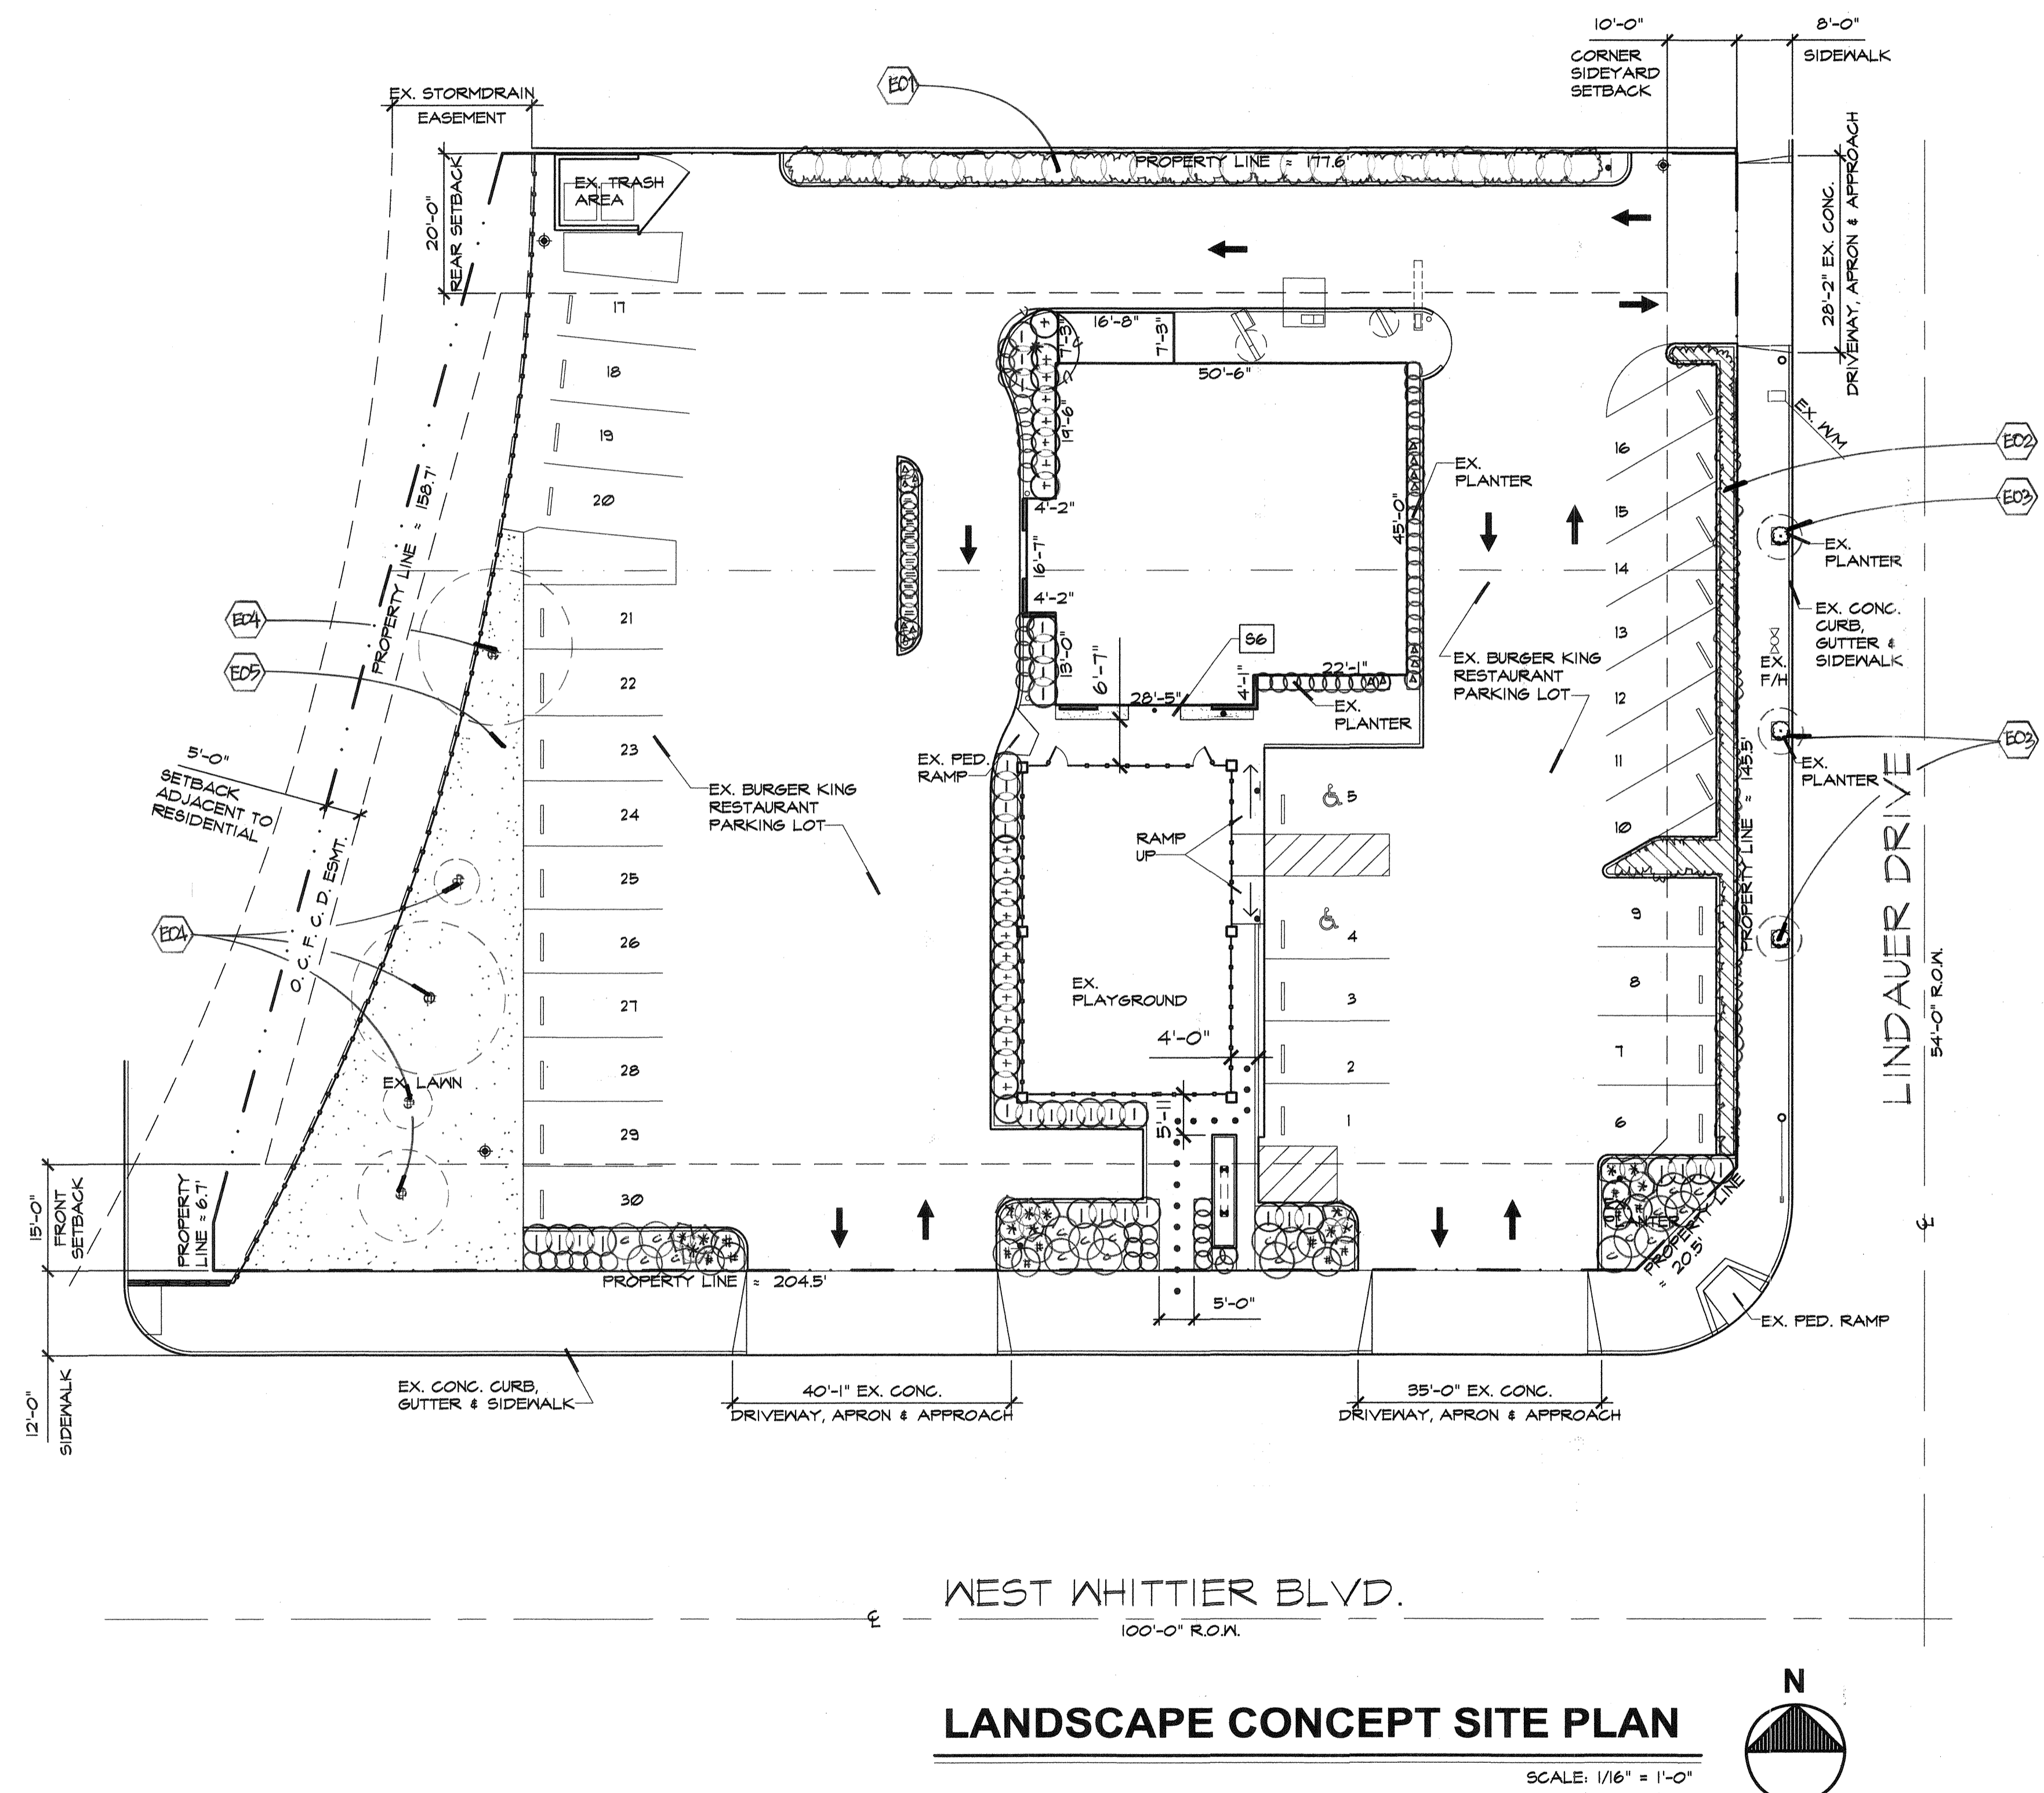 10'-0"
8'-0"
CORNER
SIDEYARD
SETBACK
SIDEWALK
E01
EX. STORMDRAIN
EASEMENT
PROPERTY LINE = 177.6'
EX. TRASH
AREA
20'-0"
REAR SETBACK
28'-2" EX. CONC.
DRIVEWAY, APRON & APPROACH
17
18
19
20
16'-8"
7'-3"
7'-3"
50'-6"
19'-6"
EX. WM
E02
E03
16
15
14
13
12
11
10
EX.
PLANTER
45'-0"
4'-2"
16'-7"
4'-2"
13'-0"
EX.
PLANTER
EX. CONC.
CURB,
GUTTER &
SIDEWALK
EX.
F/H
PROPERTY LINE = 158.7'
E04
E05
21
22
23
24
25
26
27
28
29
30
6'-7"
S6
28'-5"
4'-1"
22'-1"
EX.
PLANTER
EX. BURGER KING
RESTAURANT
PARKING LOT
E03
EX.
PLANTER
5'-0"
SETBACK
ADJACENT TO
RESIDENTIAL
EX. BURGER KING
RESTAURANT
PARKING LOT
EX. PED.
RAMP
RAMP
UP
5
4
3
2
1
9
8
7
6
PROPERTY LINE = 145.5'
LINDAUER DRIVE
54'-0" R.O.W.
O. C. F. C. D. ESMT.
E04
EX. LAWN
EX.
PLAYGROUND
4'-0"
5'-11"
15'-0"
FRONT
SETBACK
PROPERTY
LINE = 6.7'
PROPERTY LINE = 204.5'
PLANTER
PROPERTY LINE
= 20.5'
5'-0"
EX. PED. RAMP
12'-0"
SIDEWALK
EX. CONC. CURB,
GUTTER & SIDEWALK
40'-1" EX. CONC.
DRIVEWAY, APRON & APPROACH
35'-0" EX. CONC.
DRIVEWAY, APRON & APPROACH
WEST WHITTIER BLVD.
100'-0" R.O.W.
LANDSCAPE CONCEPT SITE PLAN
N
SCALE: 1/16" = 1'-0"